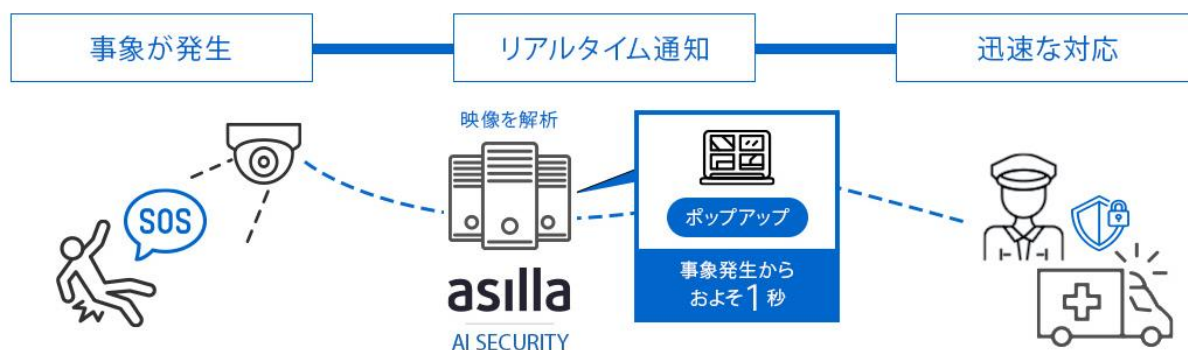 事象が発生
リアルタイム通知
迅速な対応
映像を解析
SOS
ポップアップ
事象発生から
およそ1秒
asilla
AI SECURITY